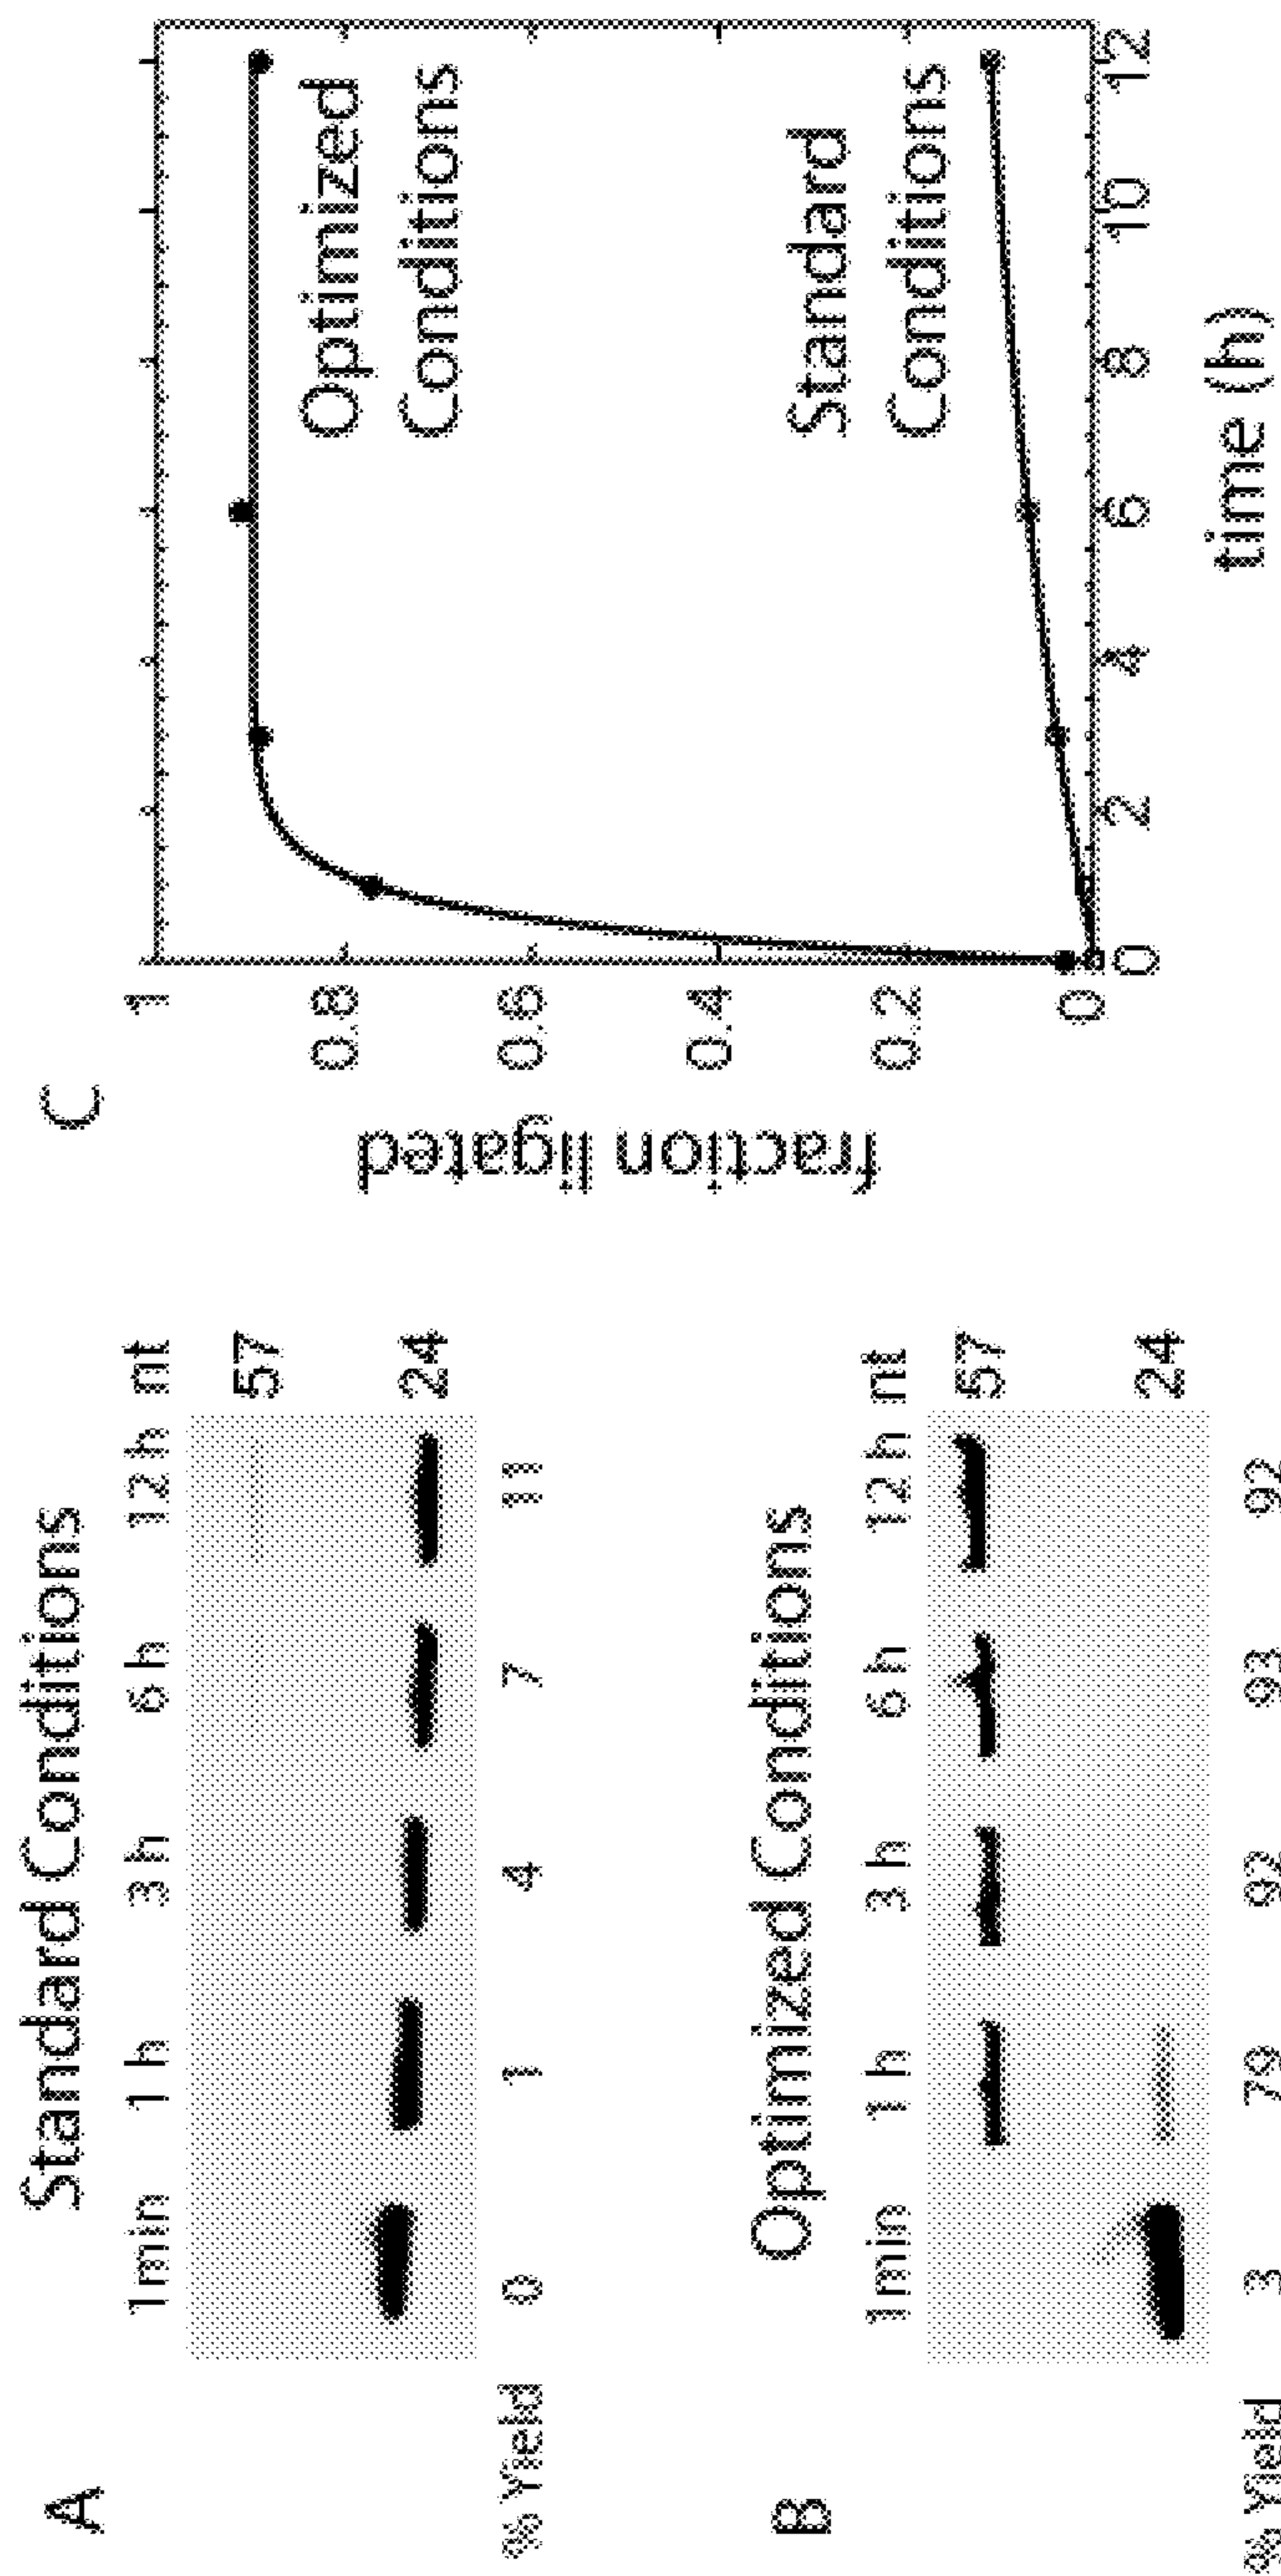 A
Standard Conditions
1min 1 h 3 h 6 h 12 h nt
57
24
% Yield 0 1 4 7 11
B
Optimized Conditions
1min 1 h 3 h 6 h 12 h nt
57
24
% Yield 3 79 92 93 92
C
fraction ligated
1
0.8
0.6
0.4
0.2
0
Optimized
Conditions
Standard
Conditions
0 2 4 6 8 10 12
time (h)